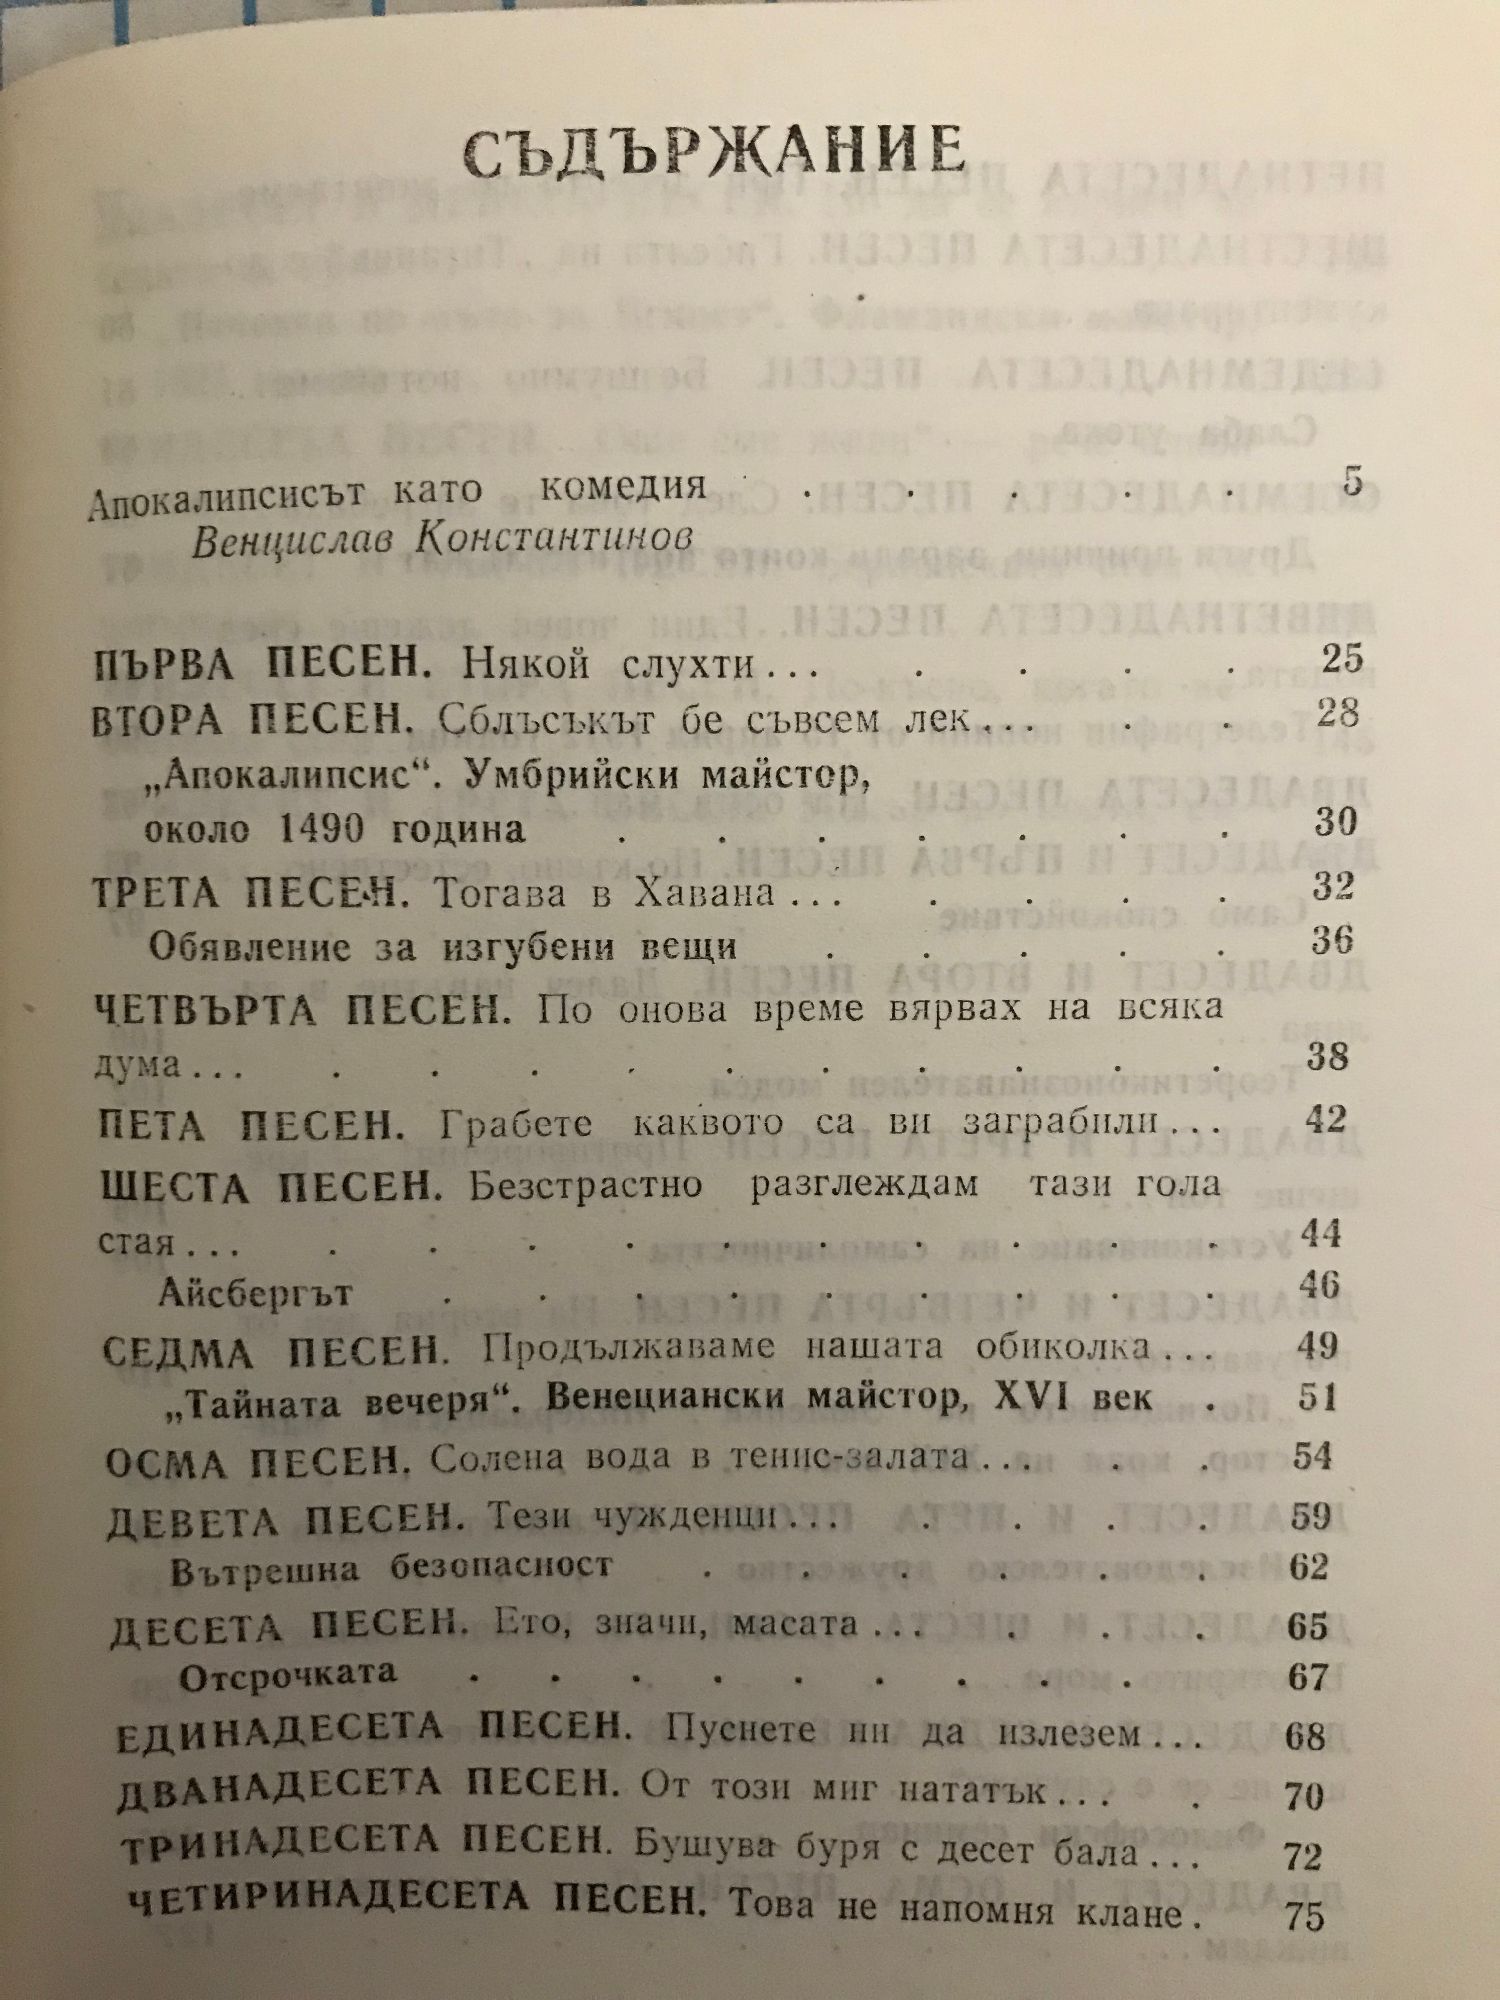 СЪДЪРЖАНИЕ
Апокалипсисът като комедия . . . . . 5
Венцислав Константинов
ПЪРВА ПЕСЕН. Някой слухти... . . . . 25
ВТОРА ПЕСЕН. Сблъсъкът бе съвсем лек... . . 28
„Апокалипсис“. Умбрийски майстор,
около 1490 година . . . . . . . 30
ТРЕТА ПЕСЕН. Тогава в Хавана... . . . . 32
Обявление за изгубени вещи . . . . . 36
ЧЕТВЪРТА ПЕСЕН. По онова време вярвах на всяка
дума... . . . . . . . . . . 38
ПЕТА ПЕСЕН. Грабете каквото са ви заграбили... 42
ШЕСТА ПЕСЕН. Безстрастно разглеждам тази гола
стая... . . . . . . . . . . 44
Айсбергът . . . . . . . . . 46
СЕДМА ПЕСЕН. Продължаваме нашата обиколка... 49
„Тайната вечеря“. Венециански майстор, XVI век . 51
ОСМА ПЕСЕН. Солена вода в тенис-залата... . . 54
ДЕВЕТА ПЕСЕН. Тези чужденци... . . . . 59
Вътрешна безопасност . . . . . . 62
ДЕСЕТА ПЕСЕН. Ето, значи, масата... . . . 65
Отсрочката . . . . . . . . . 67
ЕДИНАДЕСЕТА ПЕСЕН. Пуснете ни да излезем... 68
ДВАНАДЕСЕТА ПЕСЕН. От този миг нататък... . 70
ТРИНАДЕСЕТА ПЕСЕН. Бушува буря с десет бала... 72
ЧЕТИРИНАДЕСЕТА ПЕСЕН. Това не напомня клане. 75